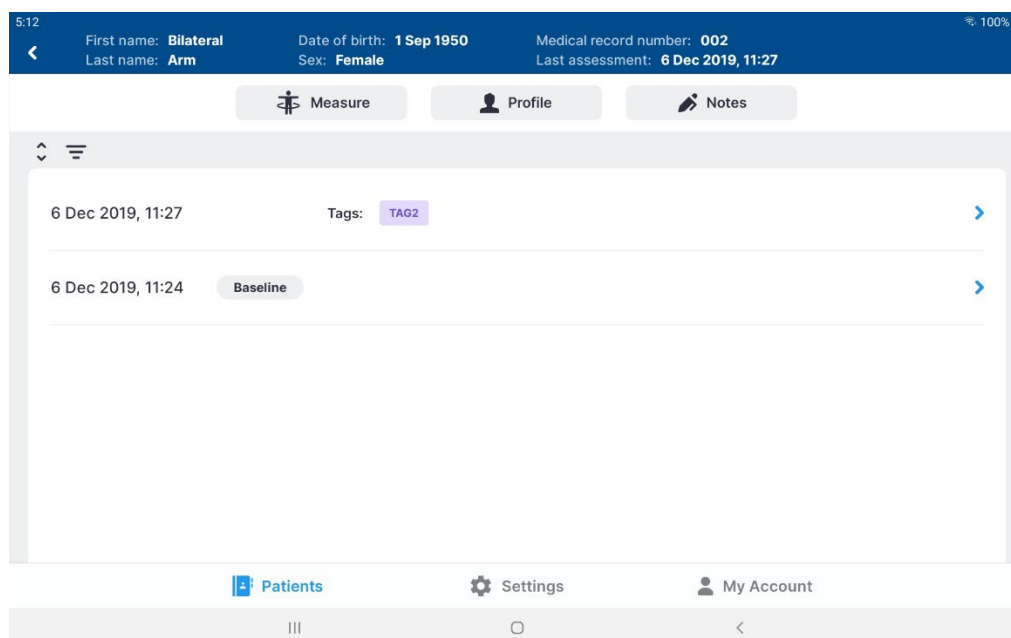 5:12
100%
First name: Bilateral Date of birth: 1 Sep 1950 Medical record number: 002
Last name: Arm Sex: Female Last assessment: 6 Dec 2019, 11:27
Measure Profile Notes
6 Dec 2019, 11:27 Tags: TAG2
6 Dec 2019, 11:24 Baseline
Patients Settings My Account